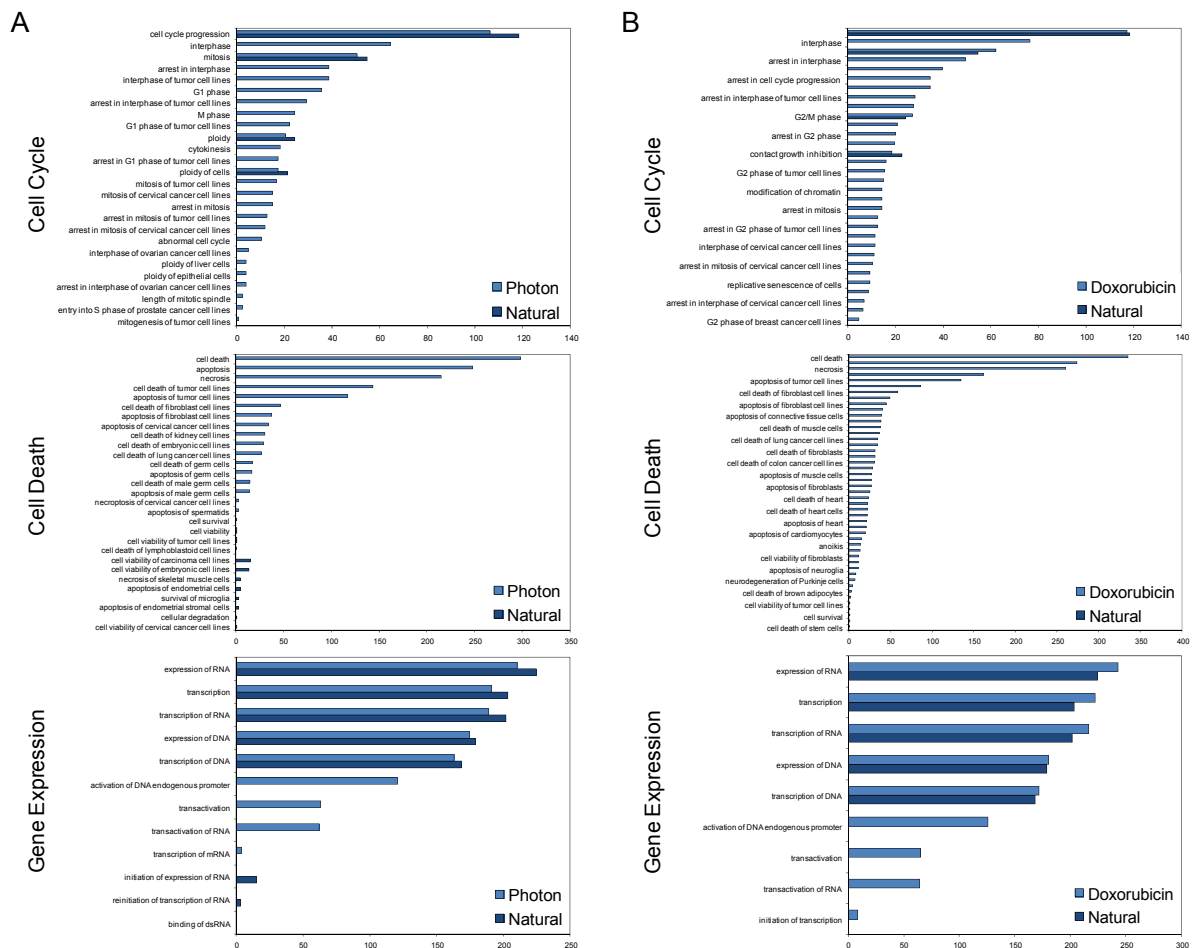 A
B
Cell Cycle
cell cycle progression
interphase
mitosis
arrest in interphase
interphase of tumor cell lines
G1 phase
arrest in interphase of tumor cell lines
M phase
G1 phase of tumor cell lines
ploidy
cytokinesis
arrest in G1 phase of tumor cell lines
ploidy of cells
mitosis of tumor cell lines
mitosis of cervical cancer cell lines
arrest in mitosis
arrest in mitosis of tumor cell lines
arrest in mitosis of cervical cancer cell lines
abnormal cell cycle
interphase of ovarian cancer cell lines
ploidy of liver cells
ploidy of epithelial cells
arrest in interphase of ovarian cancer cell lines
length of mitotic spindle
entry into S phase of prostate cancer cell lines
mitogenesis of tumor cell lines
Photon
Natural
0 20 40 60 80 100 120 140
Cell Cycle
interphase
arrest in interphase
arrest in cell cycle progression
arrest in interphase of tumor cell lines
G2/M phase
arrest in G2 phase
contact growth inhibition
G2 phase of tumor cell lines
modification of chromatin
arrest in mitosis
arrest in G2 phase of tumor cell lines
interphase of cervical cancer cell lines
arrest in mitosis of cervical cancer cell lines
replicative senescence of cells
arrest in interphase of cervical cancer cell lines
G2 phase of breast cancer cell lines
Doxorubicin
Natural
0 20 40 60 80 100 120 140
Cell Death
cell death
apoptosis
necrosis
cell death of tumor cell lines
apoptosis of tumor cell lines
cell death of fibroblast cell lines
apoptosis of fibroblast cell lines
apoptosis of cervical cancer cell lines
cell death of kidney cell lines
cell death of embryonic cell lines
cell death of lung cancer cell lines
cell death of germ cells
apoptosis of germ cells
cell death of male germ cells
apoptosis of male germ cells
necroptosis of cervical cancer cell lines
apoptosis of spermatids
cell survival
cell viability
cell viability of tumor cell lines
cell death of lymphoblastoid cell lines
cell viability of carcinoma cell lines
cell viability of embryonic cell lines
necrosis of skeletal muscle cells
apoptosis of endometrial cells
survival of microglia
apoptosis of endometrial stromal cells
cellular degradation
cell viability of cervical cancer cell lines
Photon
Natural
0 50 100 150 200 250 300 350
Cell Death
cell death
necrosis
apoptosis of tumor cell lines
cell death of fibroblast cell lines
apoptosis of fibroblast cell lines
apoptosis of connective tissue cells
cell death of muscle cells
cell death of lung cancer cell lines
cell death of fibroblasts
cell death of colon cancer cell lines
apoptosis of muscle cells
apoptosis of fibroblasts
cell death of heart
cell death of heart cells
apoptosis of heart
apoptosis of cardiomyocytes
anoikis
cell viability of fibroblasts
apoptosis of neuroglia
neurodegeneration of Purkinje cells
cell death of brown adipocytes
cell viability of tumor cell lines
cell survival
cell death of stem cells
Doxorubicin
Natural
0 50 100 150 200 250 300 350 400
Gene Expression
expression of RNA
transcription
transcription of RNA
expression of DNA
transcription of DNA
activation of DNA endogenous promoter
transactivation
transactivation of RNA
transcription of mRNA
initiation of expression of RNA
reinitiation of transcription of RNA
binding of dsRNA
Photon
Natural
0 50 100 150 200 250
Gene Expression
expression of RNA
transcription
transcription of RNA
expression of DNA
transcription of DNA
activation of DNA endogenous promoter
transactivation
transactivation of RNA
initiation of transcription
Doxorubicin
Natural
0 50 100 150 200 250 300